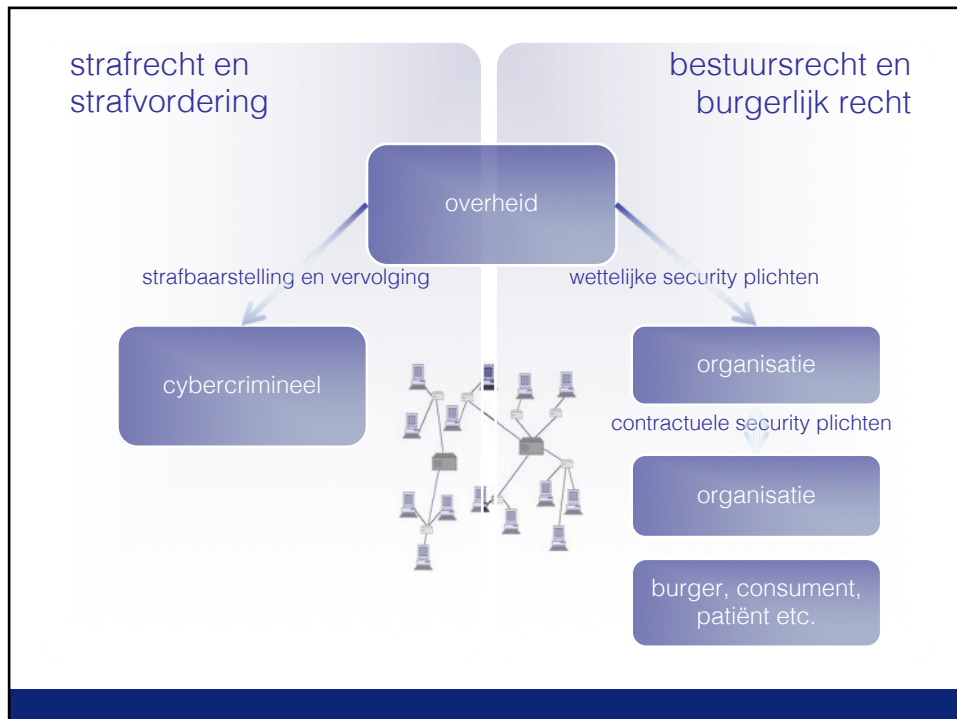 strafrecht en
strafvordering
bestuursrecht en
burgerlijk recht
overheid
strafbaarstelling en vervolging
wettelijke security plichten
cybercrimineel
organisatie
contractuele security plichten
organisatie
burger, consument,
patiënt etc.